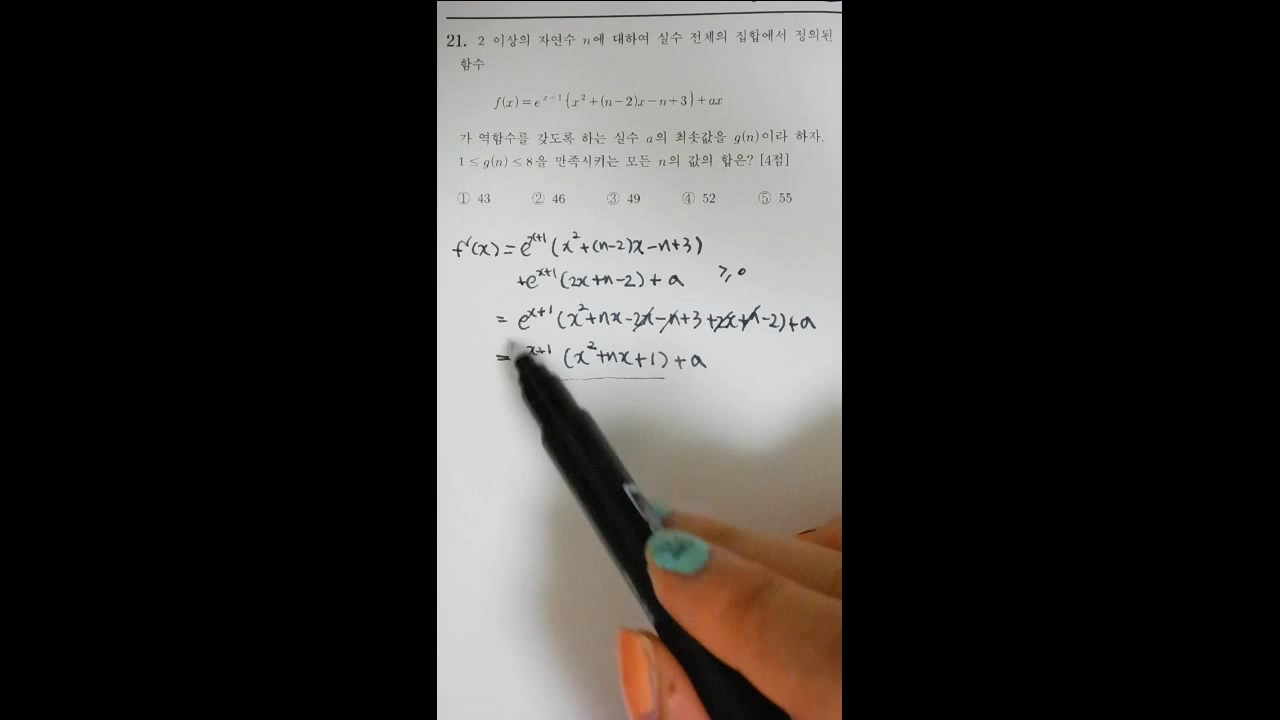 21. 2 이상의 자연수 n에 대하여 실수 전체의 집합에서 정의된
함수
f(x)=e^{x+1}{x²+(n-2)x-n+3}+ax
가 역함수를 갖도록 하는 실수 a의 최솟값을 g(n)이라 하자.
1≤g(n)≤8을 만족시키는 모든 n의 값의 합은? [4점]
① 43 ② 46 ③ 49 ④ 52 ⑤ 55
f'(x)=e^{x+1}(x²+(n-2)x-n+3)
+e^{x+1}(2x+n-2)+a ≥0
=e^{x+1}(x²+nx-2x-n+3+2x+n-2)+a
= x+1 (x²+nx+1)+a